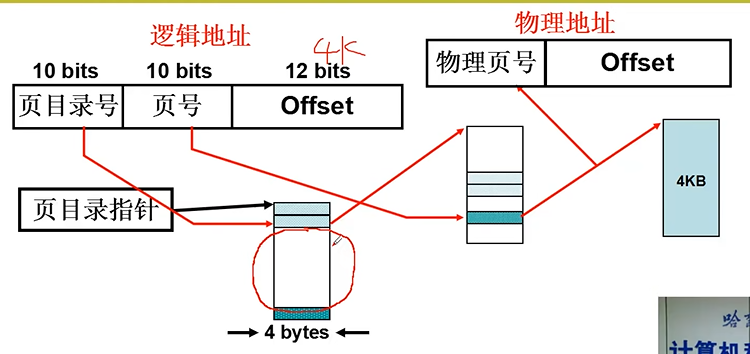 逻辑地址
4K
物理地址
10 bits 10 bits 12 bits
页目录号 页号 Offset
物理页号 Offset
4KB
页目录指针
4 bytes
哈
计算机